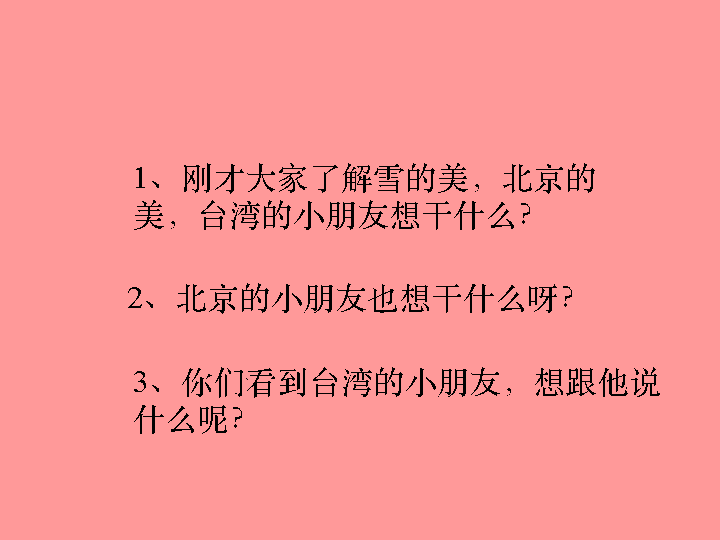 1、刚才大家了解雪的美，北京的
美，台湾的小朋友想干什么？
2、北京的小朋友也想干什么呀？
3、你们看到台湾的小朋友，想跟他说
什么呢？